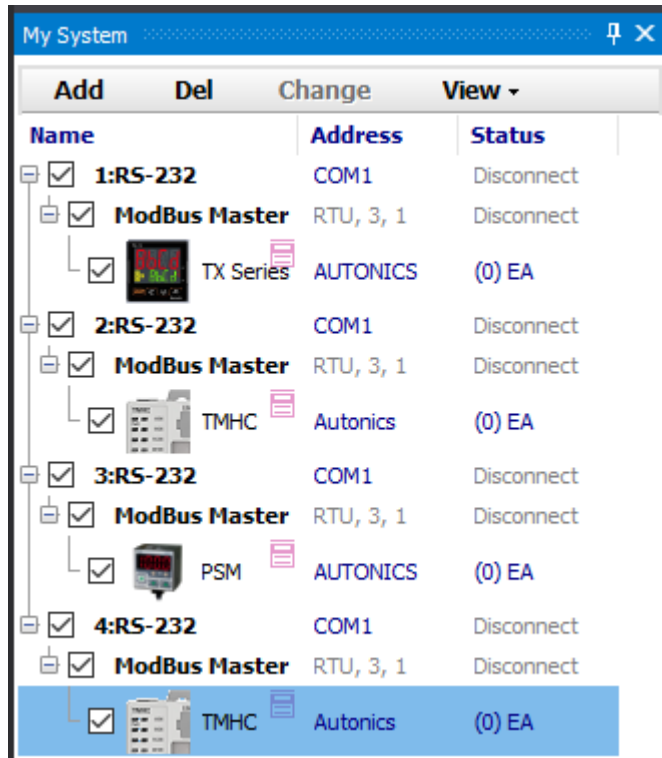 My System
Add Del Change View
Name Address Status
1:RS-232 COM1 Disconnect
ModBus Master RTU, 3, 1 Disconnect
TX Series AUTONICS (0) EA
2:RS-232 COM1 Disconnect
ModBus Master RTU, 3, 1 Disconnect
TMHC Autonics (0) EA
3:RS-232 COM1 Disconnect
ModBus Master RTU, 3, 1 Disconnect
PSM AUTONICS (0) EA
4:RS-232 COM1 Disconnect
ModBus Master RTU, 3, 1 Disconnect
TMHC Autonics (0) EA